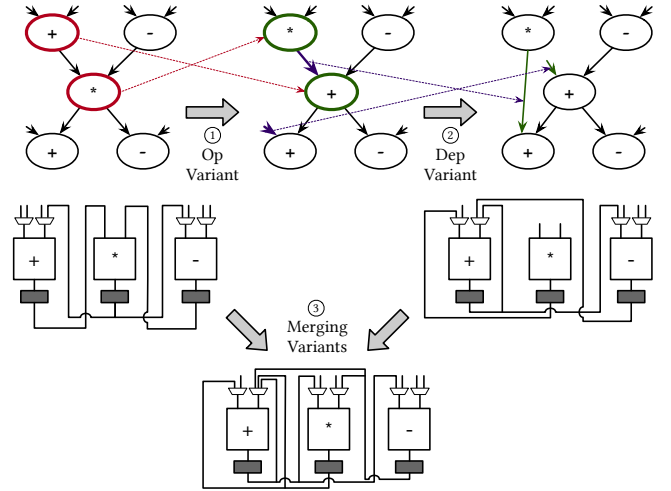 + - * - * -
* + +
+ - + - + -
1 2
Op Dep
Variant Variant
+ * - + * -
3
Merging
Variants
+ * -